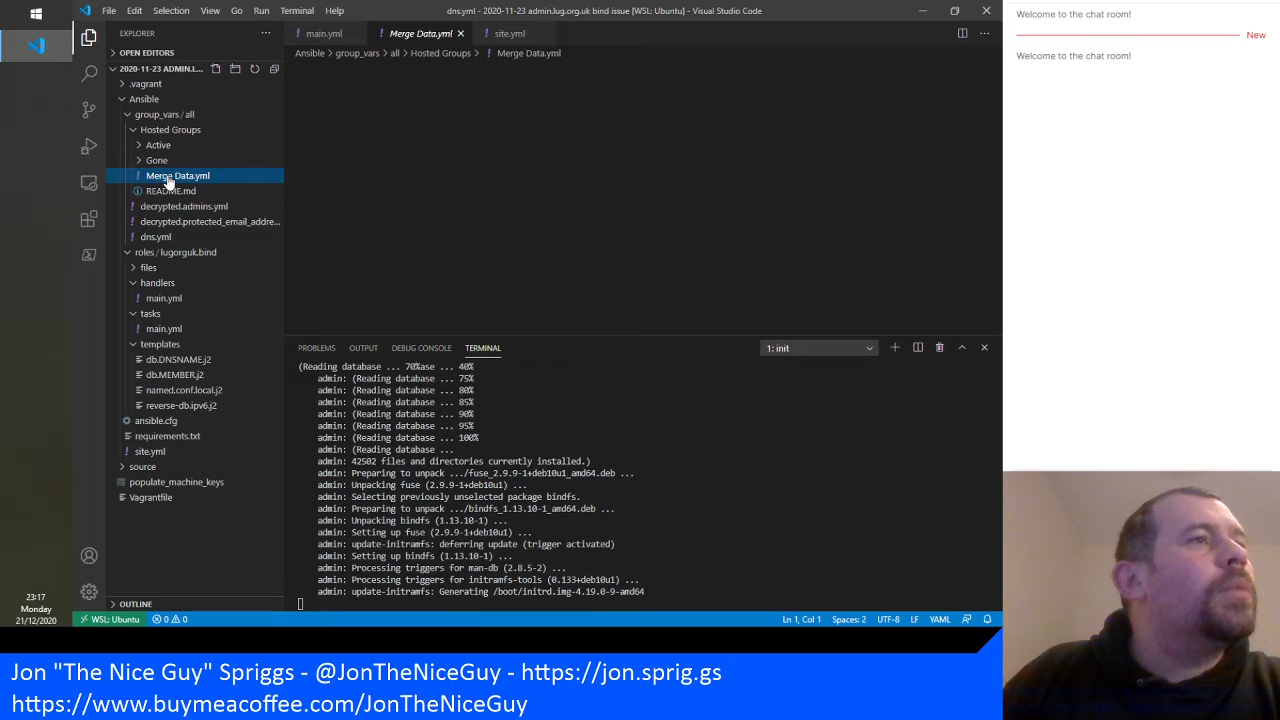 File Edit Selection View Go Run Terminal Help
dns.yml - 2020-11-23 admin.lug.org.uk bind issue [WSL: Ubuntu] - Visual Studio Code
EXPLORER
OPEN EDITORS
2020-11-23 ADMIN.L...
.vagrant
Ansible
group_vars / all
Hosted Groups
Active
Gone
Merge Data.yml
README.md
decrypted.admins.yml
decrypted.protected_email_addre...
dns.yml
roles / lugorguk.bind
files
handlers
main.yml
tasks
main.yml
templates
db.DNSNAME.j2
db.MEMBER.j2
named.conf.local.j2
reverse-db.ipv6.j2
ansible.cfg
requirements.txt
site.yml
source
populate_machine_keys
Vagrantfile
OUTLINE
main.yml Merge Data.yml site.yml
Ansible > group_vars > all > Hosted Groups > Merge Data.yml
PROBLEMS OUTPUT DEBUG CONSOLE TERMINAL
1: init
(Reading database ... 70%ase ... 40%
admin: (Reading database ... 75%
admin: (Reading database ... 80%
admin: (Reading database ... 85%
admin: (Reading database ... 90%
admin: (Reading database ... 95%
admin: (Reading database ... 100%
admin: (Reading database ...
admin: 42502 files and directories currently installed.)
admin: Preparing to unpack .../fuse_2.9.9-1+deb10u1_amd64.deb ...
admin: Unpacking fuse (2.9.9-1+deb10u1) ...
admin: Selecting previously unselected package bindfs.
admin: Preparing to unpack .../bindfs_1.13.10-1_amd64.deb ...
admin: Unpacking bindfs (1.13.10-1) ...
admin: Setting up fuse (2.9.9-1+deb10u1) ...
admin: update-initramfs: deferring update (trigger activated)
admin: Setting up bindfs (1.13.10-1) ...
admin: Processing triggers for man-db (2.8.5-2) ...
admin: Processing triggers for initramfs-tools (0.133+deb10u1) ...
admin: update-initramfs: Generating /boot/initrd.img-4.19.0-9-amd64
WSL: Ubuntu 0 0 Ln 1, Col 1 Spaces: 2 UTF-8 LF YAML
23:17
Monday
21/12/2020
Welcome to the chat room!
New
Welcome to the chat room!
Jon "The Nice Guy" Spriggs - @JonTheNiceGuy - https://jon.sprig.gs
https://www.buymeacoffee.com/JonTheNiceGuy